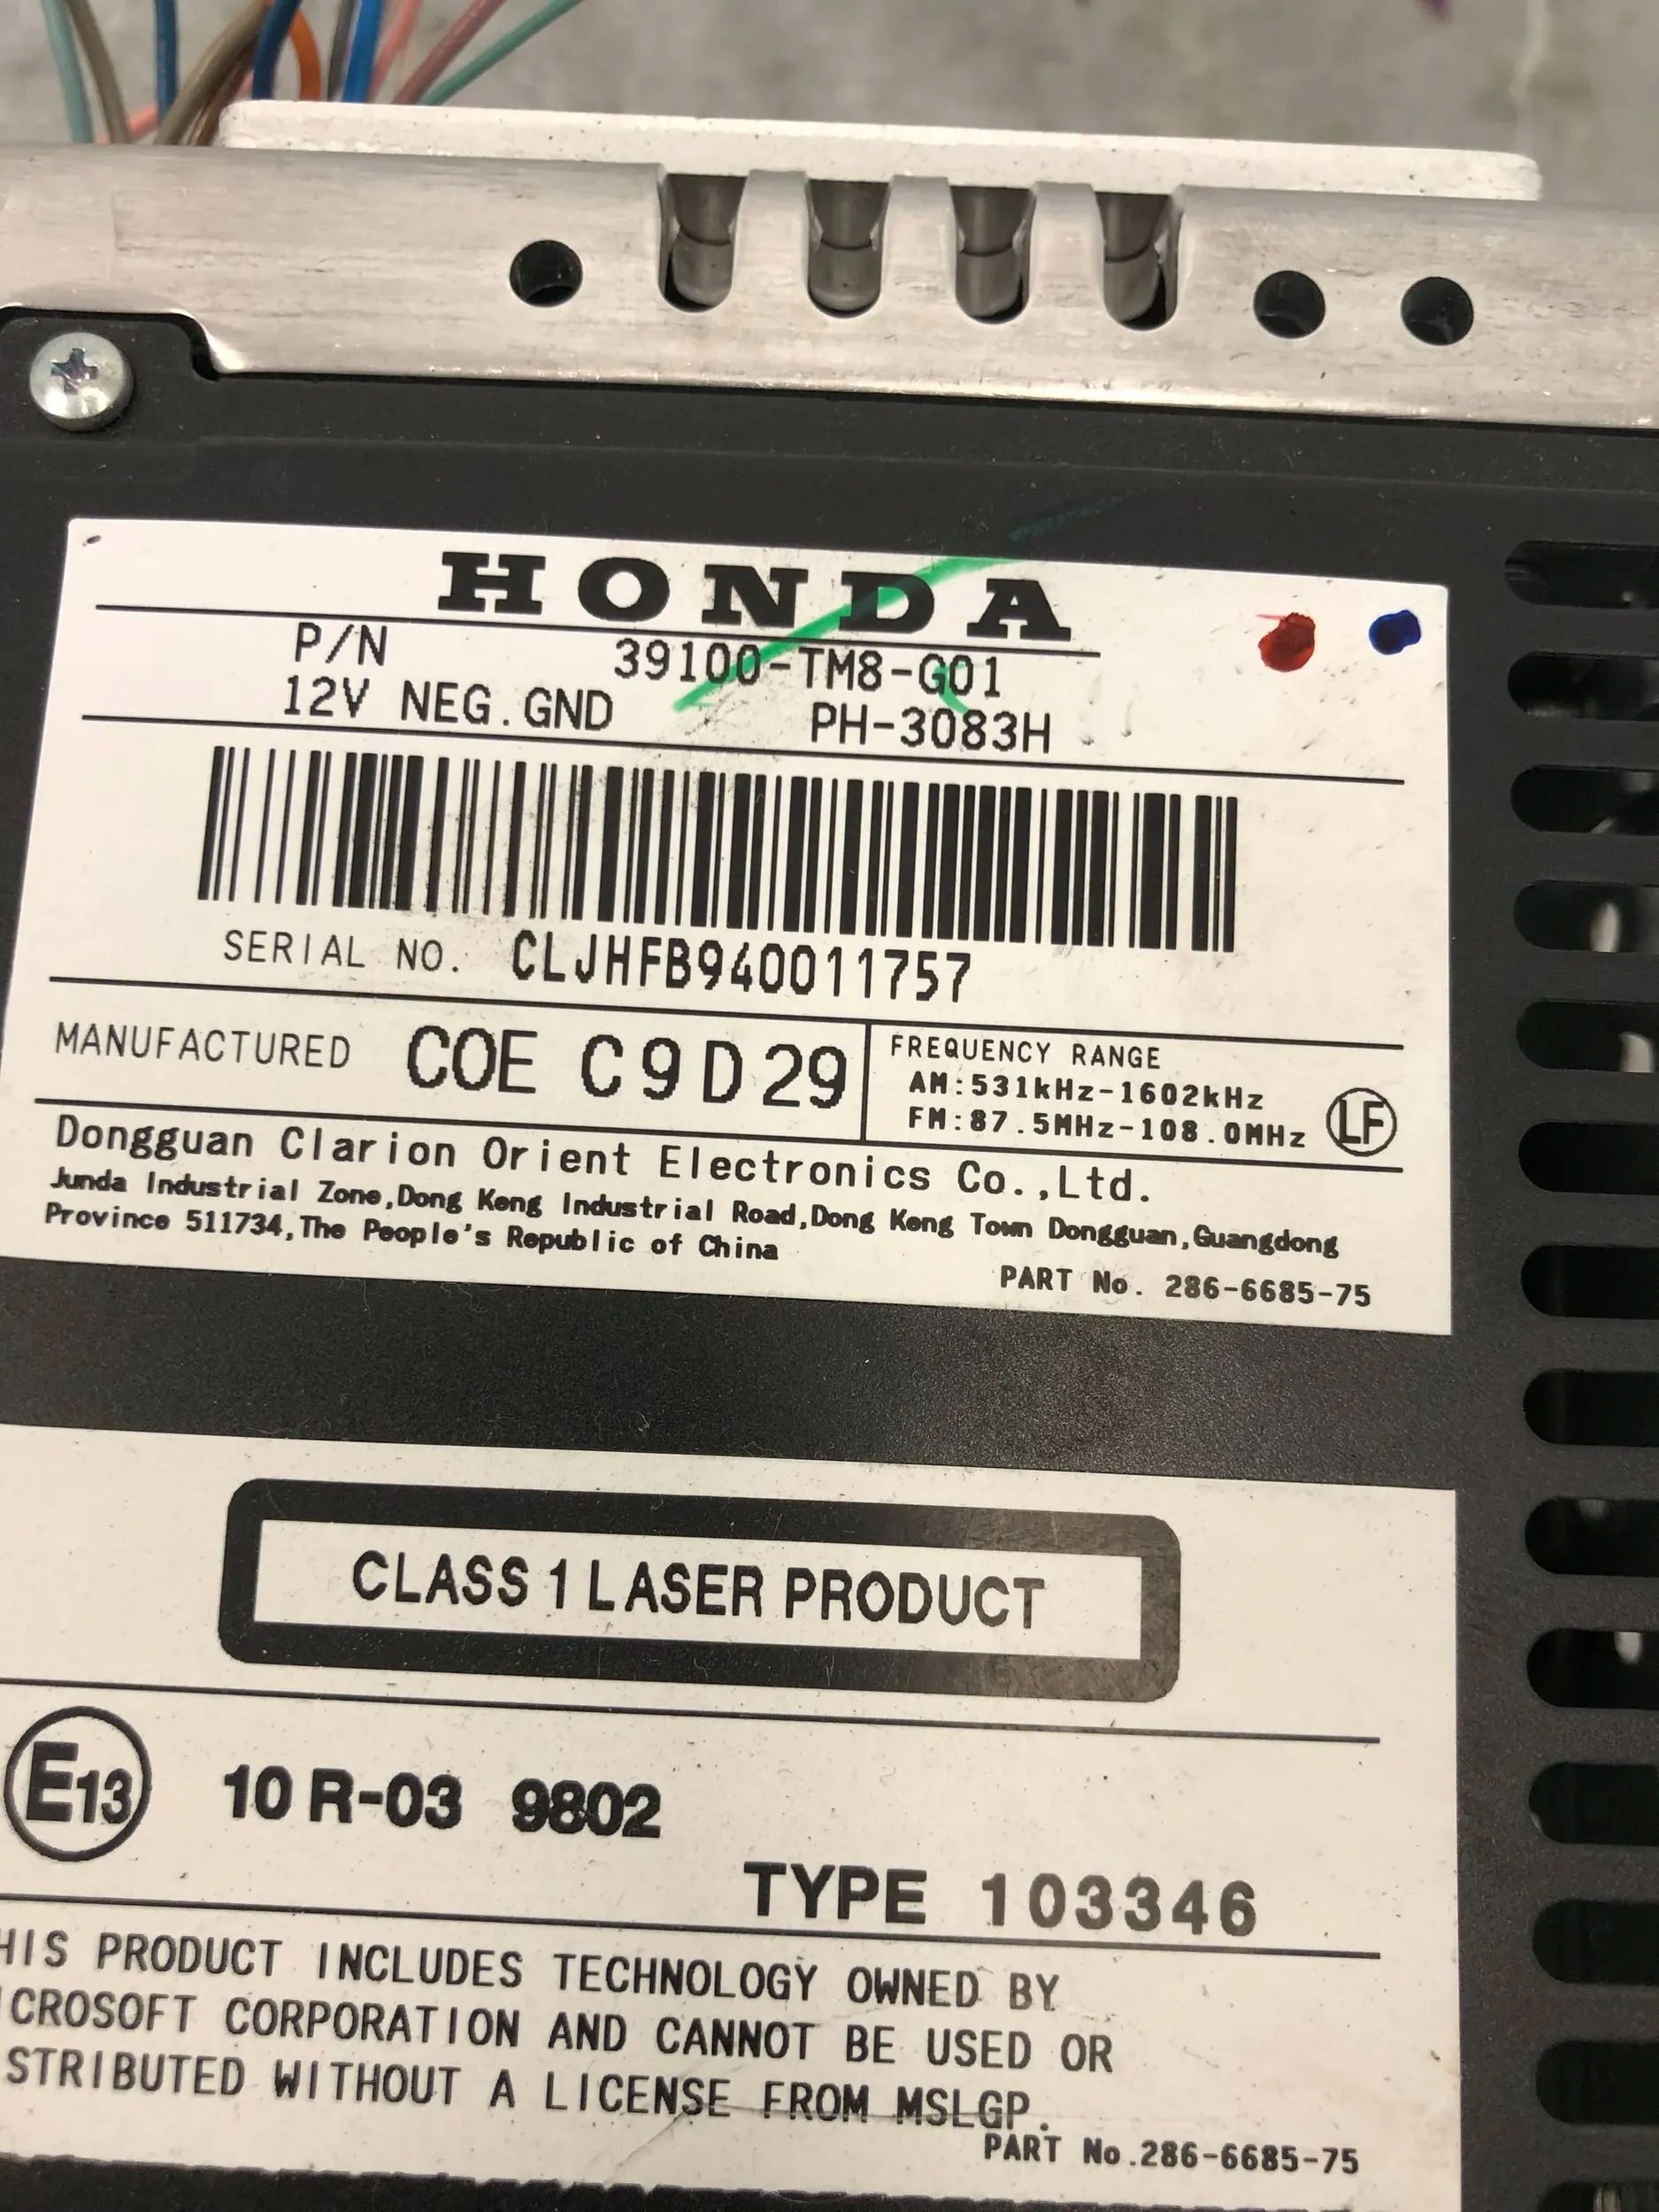 HONDA
P/N 39100-TM8-G01
12V NEG.GND PH-3083H
SERIAL NO. CLJHFB940011757
MANUFACTURED COE C9D29
FREQUENCY RANGE
AM:531kHz-1602kHz
FM:87.5MHz-108.0MHz
LF
Dongguan Clarion Orient Electronics Co.,Ltd.
Junda Industrial Zone,Dong Keng Industrial Road,Dong Keng Town Dongguan,Guangdong
Province 511734,The People's Republic of China
PART No. 286-6685-75
CLASS 1 LASER PRODUCT
E13 10 R-03 9802
TYPE 103346
HIS PRODUCT INCLUDES TECHNOLOGY OWNED BY
CROSOFT CORPORATION AND CANNOT BE USED OR
STRIBUTED WITHOUT A LICENSE FROM MSLGP.
PART No.286-6685-75